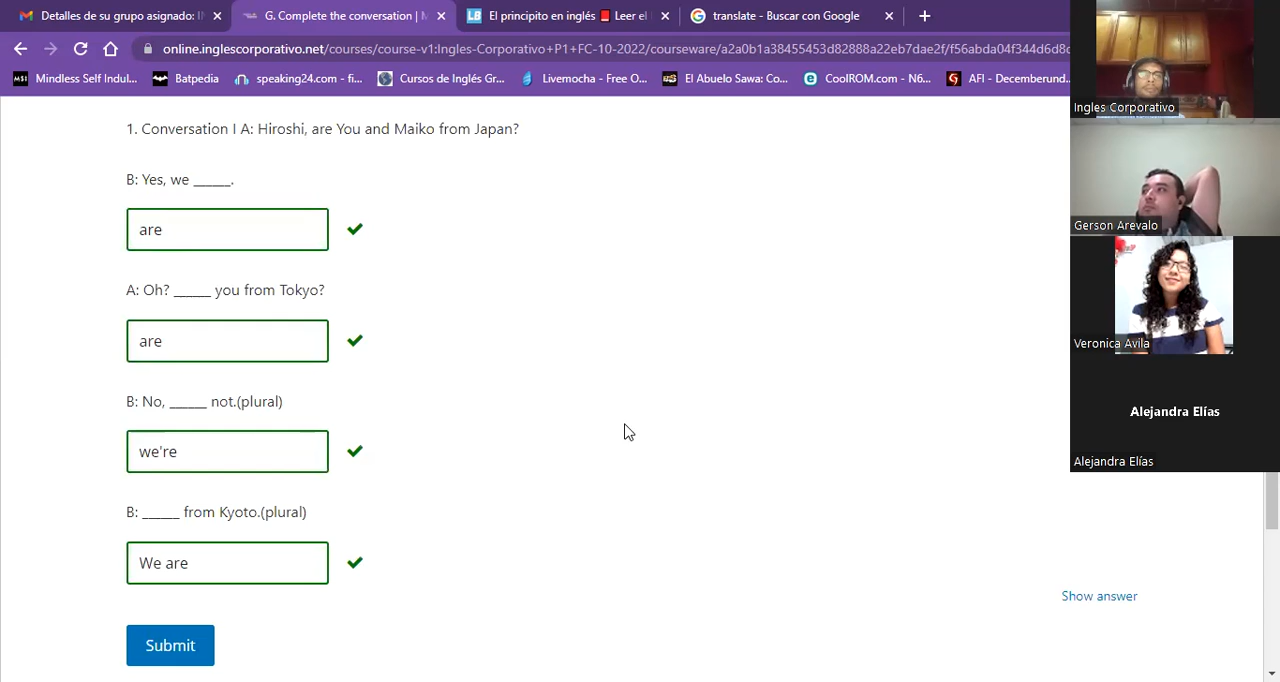 Detalles de su grupo asignado: I
G. Complete the conversation | M
El principito en inglés 📕 Leer el
translate - Buscar con Google
online.inglescorporativo.net/courses/course-v1:Ingles-Corporativo+P1+FC-10-2022/courseware/a2a0b1a38455453d82888a22eb7dae2f/f56abda04f344d6d8
Mindless Self Indul...
Batpedia
speaking24.com - fi...
Cursos de Inglés Gr...
Livemocha - Free O...
El Abuelo Sawa: Co...
CoolROM.com - N6...
AFI - Decemberund..
1. Conversation I A: Hiroshi, are You and Maiko from Japan?
B: Yes, we ______.
are
A: Oh? ______ you from Tokyo?
are
B: No, ______ not.(plural)
we're
B: ______ from Kyoto.(plural)
We are
Show answer
Submit
Ingles Corporativo
Gerson Arevalo
Veronica Avila
Alejandra Elías
Alejandra Elías